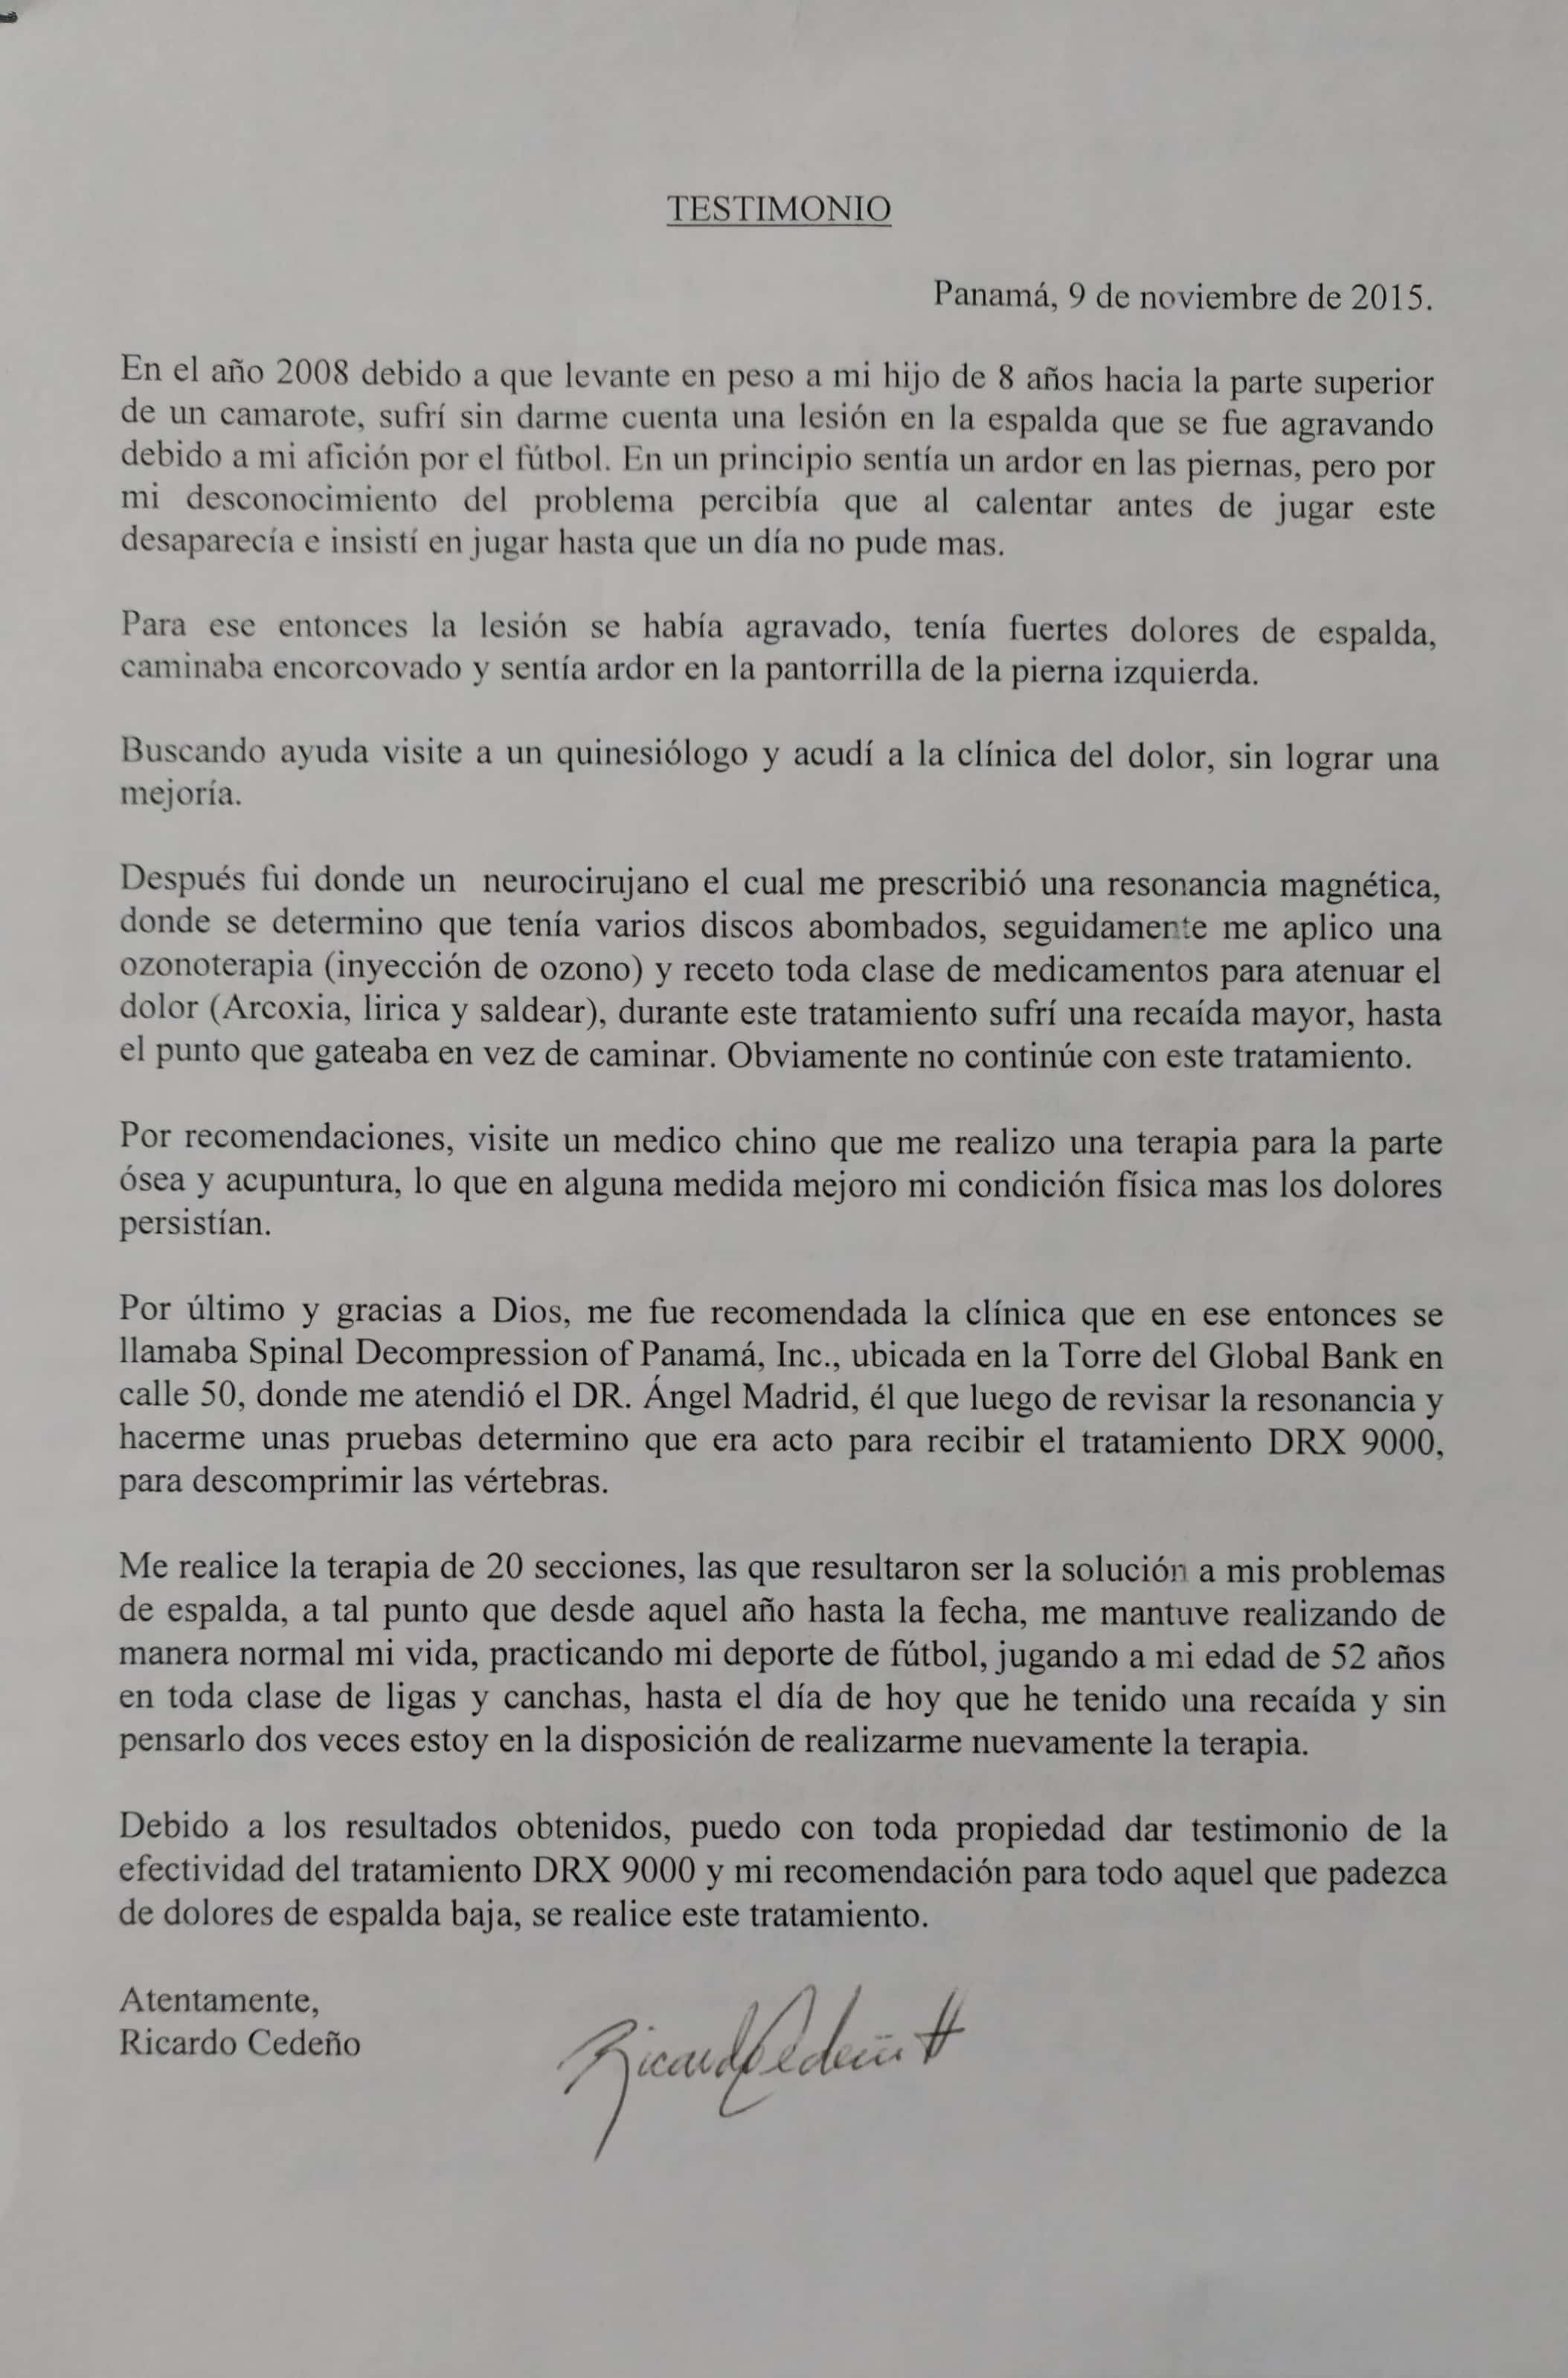 TESTIMONIO
Panamá, 9 de noviembre de 2015.
En el año 2008 debido a que levante en peso a mi hijo de 8 años hacia la parte superior
de un camarote, sufrí sin darme cuenta una lesión en la espalda que se fue agravando
debido a mi afición por el fútbol. En un principio sentía un ardor en las piernas, pero por
mi desconocimiento del problema percibía que al calentar antes de jugar este
desaparecía e insistí en jugar hasta que un día no pude mas.
Para ese entonces la lesión se había agravado, tenía fuertes dolores de espalda,
caminaba encorcovado y sentía ardor en la pantorrilla de la pierna izquierda.
Buscando ayuda visite a un quinesiólogo y acudí a la clínica del dolor, sin lograr una
mejoría.
Después fui donde un neurocirujano el cual me prescribió una resonancia magnética,
donde se determino que tenía varios discos abombados, seguidamente me aplico una
ozonoterapia (inyección de ozono) y receto toda clase de medicamentos para atenuar el
dolor (Arcoxia, lirica y saldear), durante este tratamiento sufrí una recaída mayor, hasta
el punto que gateaba en vez de caminar. Obviamente no continúe con este tratamiento.
Por recomendaciones, visite un medico chino que me realizo una terapia para la parte
ósea y acupuntura, lo que en alguna medida mejoro mi condición física mas los dolores
persistían.
Por último y gracias a Dios, me fue recomendada la clínica que en ese entonces se
llamaba Spinal Decompression of Panamá, Inc., ubicada en la Torre del Global Bank en
calle 50, donde me atendió el DR. Ángel Madrid, él que luego de revisar la resonancia y
hacerme unas pruebas determino que era acto para recibir el tratamiento DRX 9000,
para descomprimir las vértebras.
Me realice la terapia de 20 secciones, las que resultaron ser la solución a mis problemas
de espalda, a tal punto que desde aquel año hasta la fecha, me mantuve realizando de
manera normal mi vida, practicando mi deporte de fútbol, jugando a mi edad de 52 años
en toda clase de ligas y canchas, hasta el día de hoy que he tenido una recaída y sin
pensarlo dos veces estoy en la disposición de realizarme nuevamente la terapia.
Debido a los resultados obtenidos, puedo con toda propiedad dar testimonio de la
efectividad del tratamiento DRX 9000 y mi recomendación para todo aquel que padezca
de dolores de espalda baja, se realice este tratamiento.
Atentamente,
Ricardo Cedeño
Ricardo Cedeño H